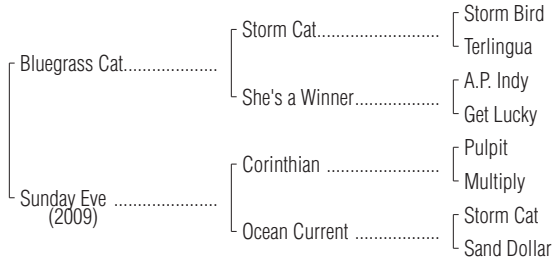 Storm Bird
Storm Cat....................
Terlingua
Bluegrass Cat....................
A.P. Indy
She's a Winner..................
Get Lucky
Pulpit
Corinthian ........................
Multiply
Sunday Eve ......................
(2009)
Storm Cat
Ocean Current ....................
Sand Dollar